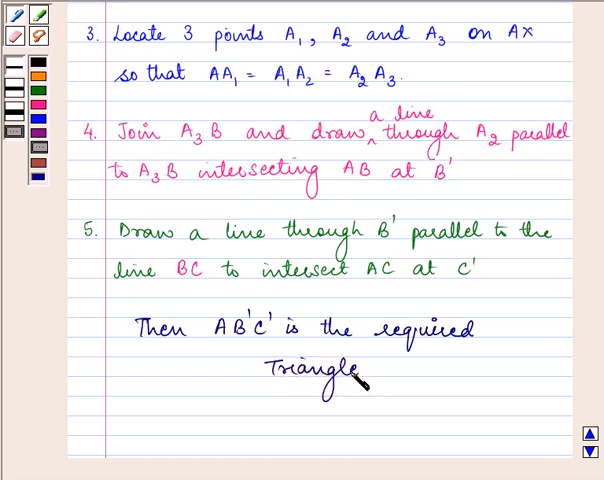 3. Locate 3 points A₁, A₂ and A₃ on AX
so that AA₁ = A₁A₂ = A₂A₃.
a line
4. Join A₃B and draw ^ through A₂ parallel
to A₃B intersecting AB at B'
5. Draw a line through B' parallel to the
line BC to intersect AC at C'
Then AB'C' is the required
Triangle